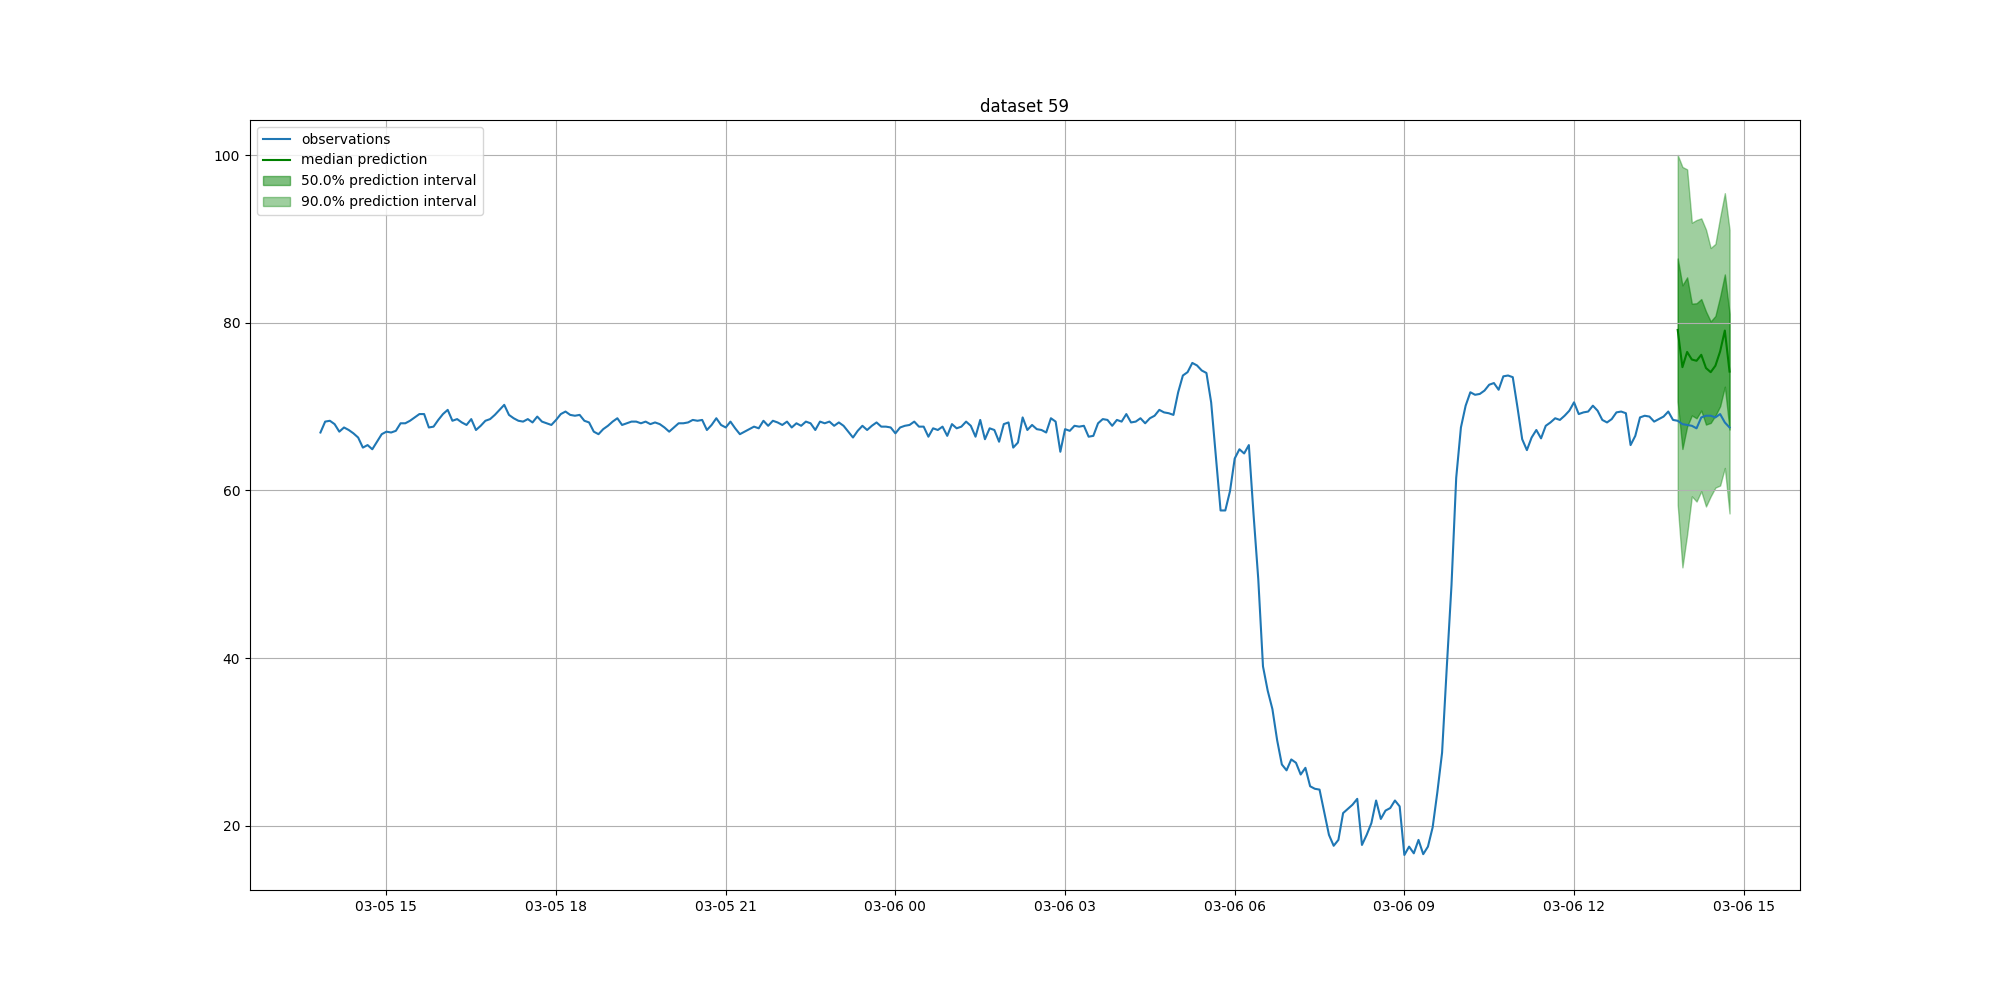 dataset 59
observations
median prediction
50.0% prediction interval
90.0% prediction interval
100
80
60
40
20
03-05 15
03-05 18
03-05 21
03-06 00
03-06 03
03-06 06
03-06 09
03-06 12
03-06 15